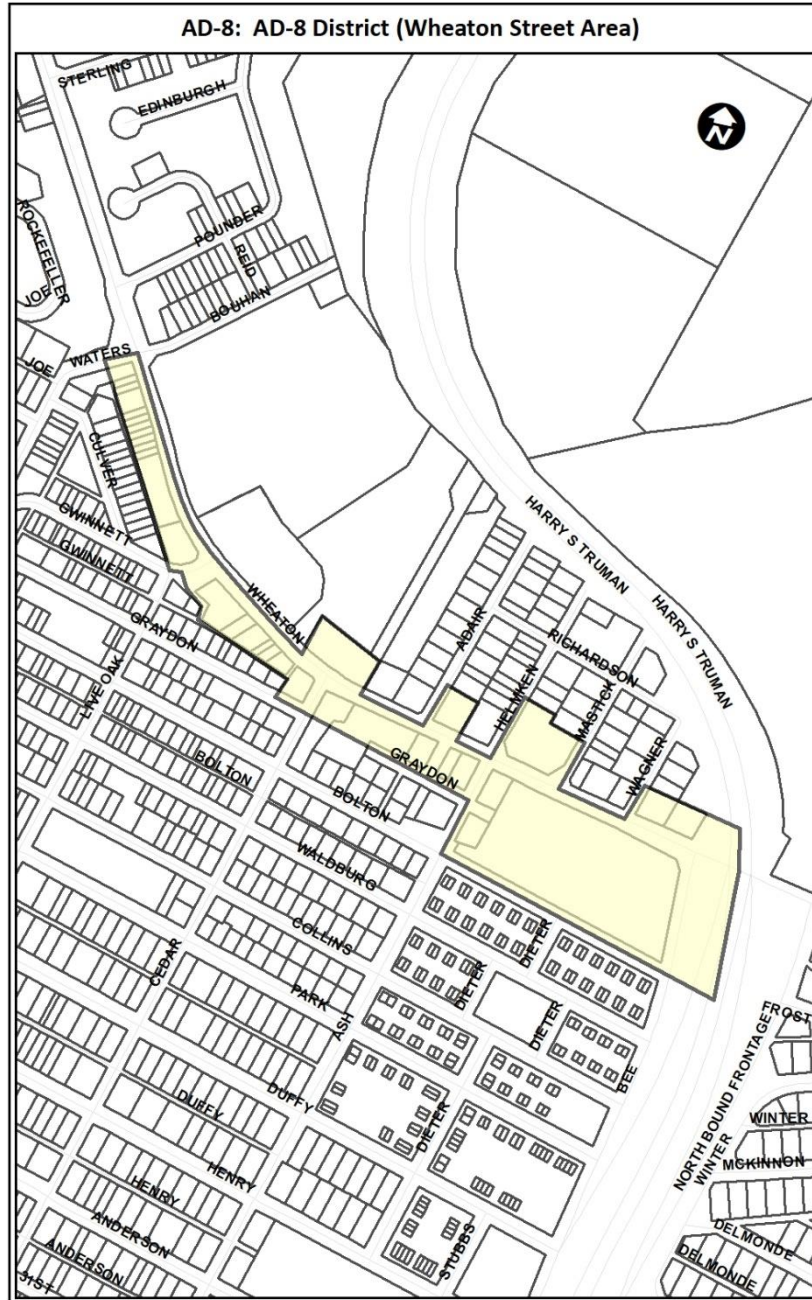 AD-8: AD-8 District (Wheaton Street Area)
STERLING
EDINBURGH
N
ROCKEFELLER
POUNDER
REID
JOE
BOUHAN
WATERS
JOE
CULVER
GWINNETT
GWINNETT
GRAYDON
WHEATON
HARRY S TRUMAN
HARRY S TRUMAN
ADAIR
RICHARDSON
LIVE OAK
HELMKEN
MASTICK
BOLTON
GRAYDON
WAGNER
BOLTON
WALDBURG
COLLINS
DIETER
CEDAR
DIETER
PARK
ASH
DIETER
FROST
DUFFY
BEE
NORTH BOUND FRONTAGE
DUFFY
DIETER
WINTER
WINTER
MCKINNON
HENRY
HENRY
ANDERSON
STUBBS
DELMONDE
ANDERSON
DELMONDE
31ST